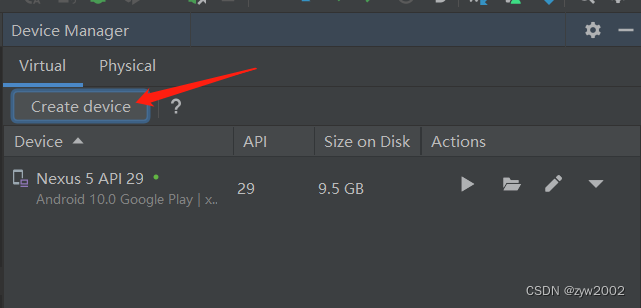 Device Manager
Virtual Physical
Create device ?
Device API Size on Disk Actions
Nexus 5 API 29 29 9.5 GB
Android 10.0 Google Play | x..
CSDN @zyw2002